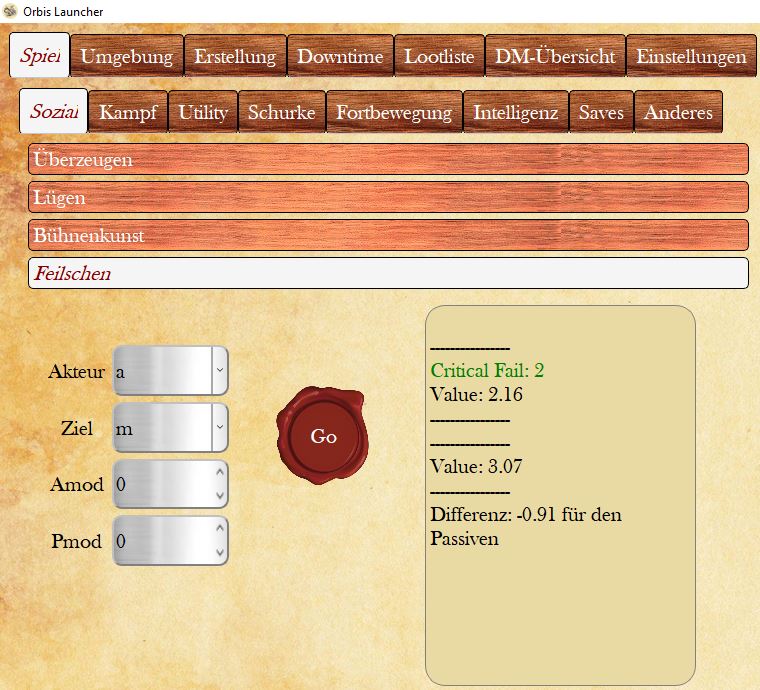 Orbis Launcher
Spiel Umgebung Erstellung Downtime Lootliste DM-Übersicht Einstellungen
Sozial Kampf Utility Schurke Fortbewegung Intelligenz Saves Anderes
Überzeugen
Lügen
Bühnenkunst
Feilschen
Akteur a
Ziel m
Amod 0
Pmod 0
Go
----------------
Critical Fail: 2
Value: 2.16
----------------
----------------
Value: 3.07
----------------
Differenz: -0.91 für den
Passiven